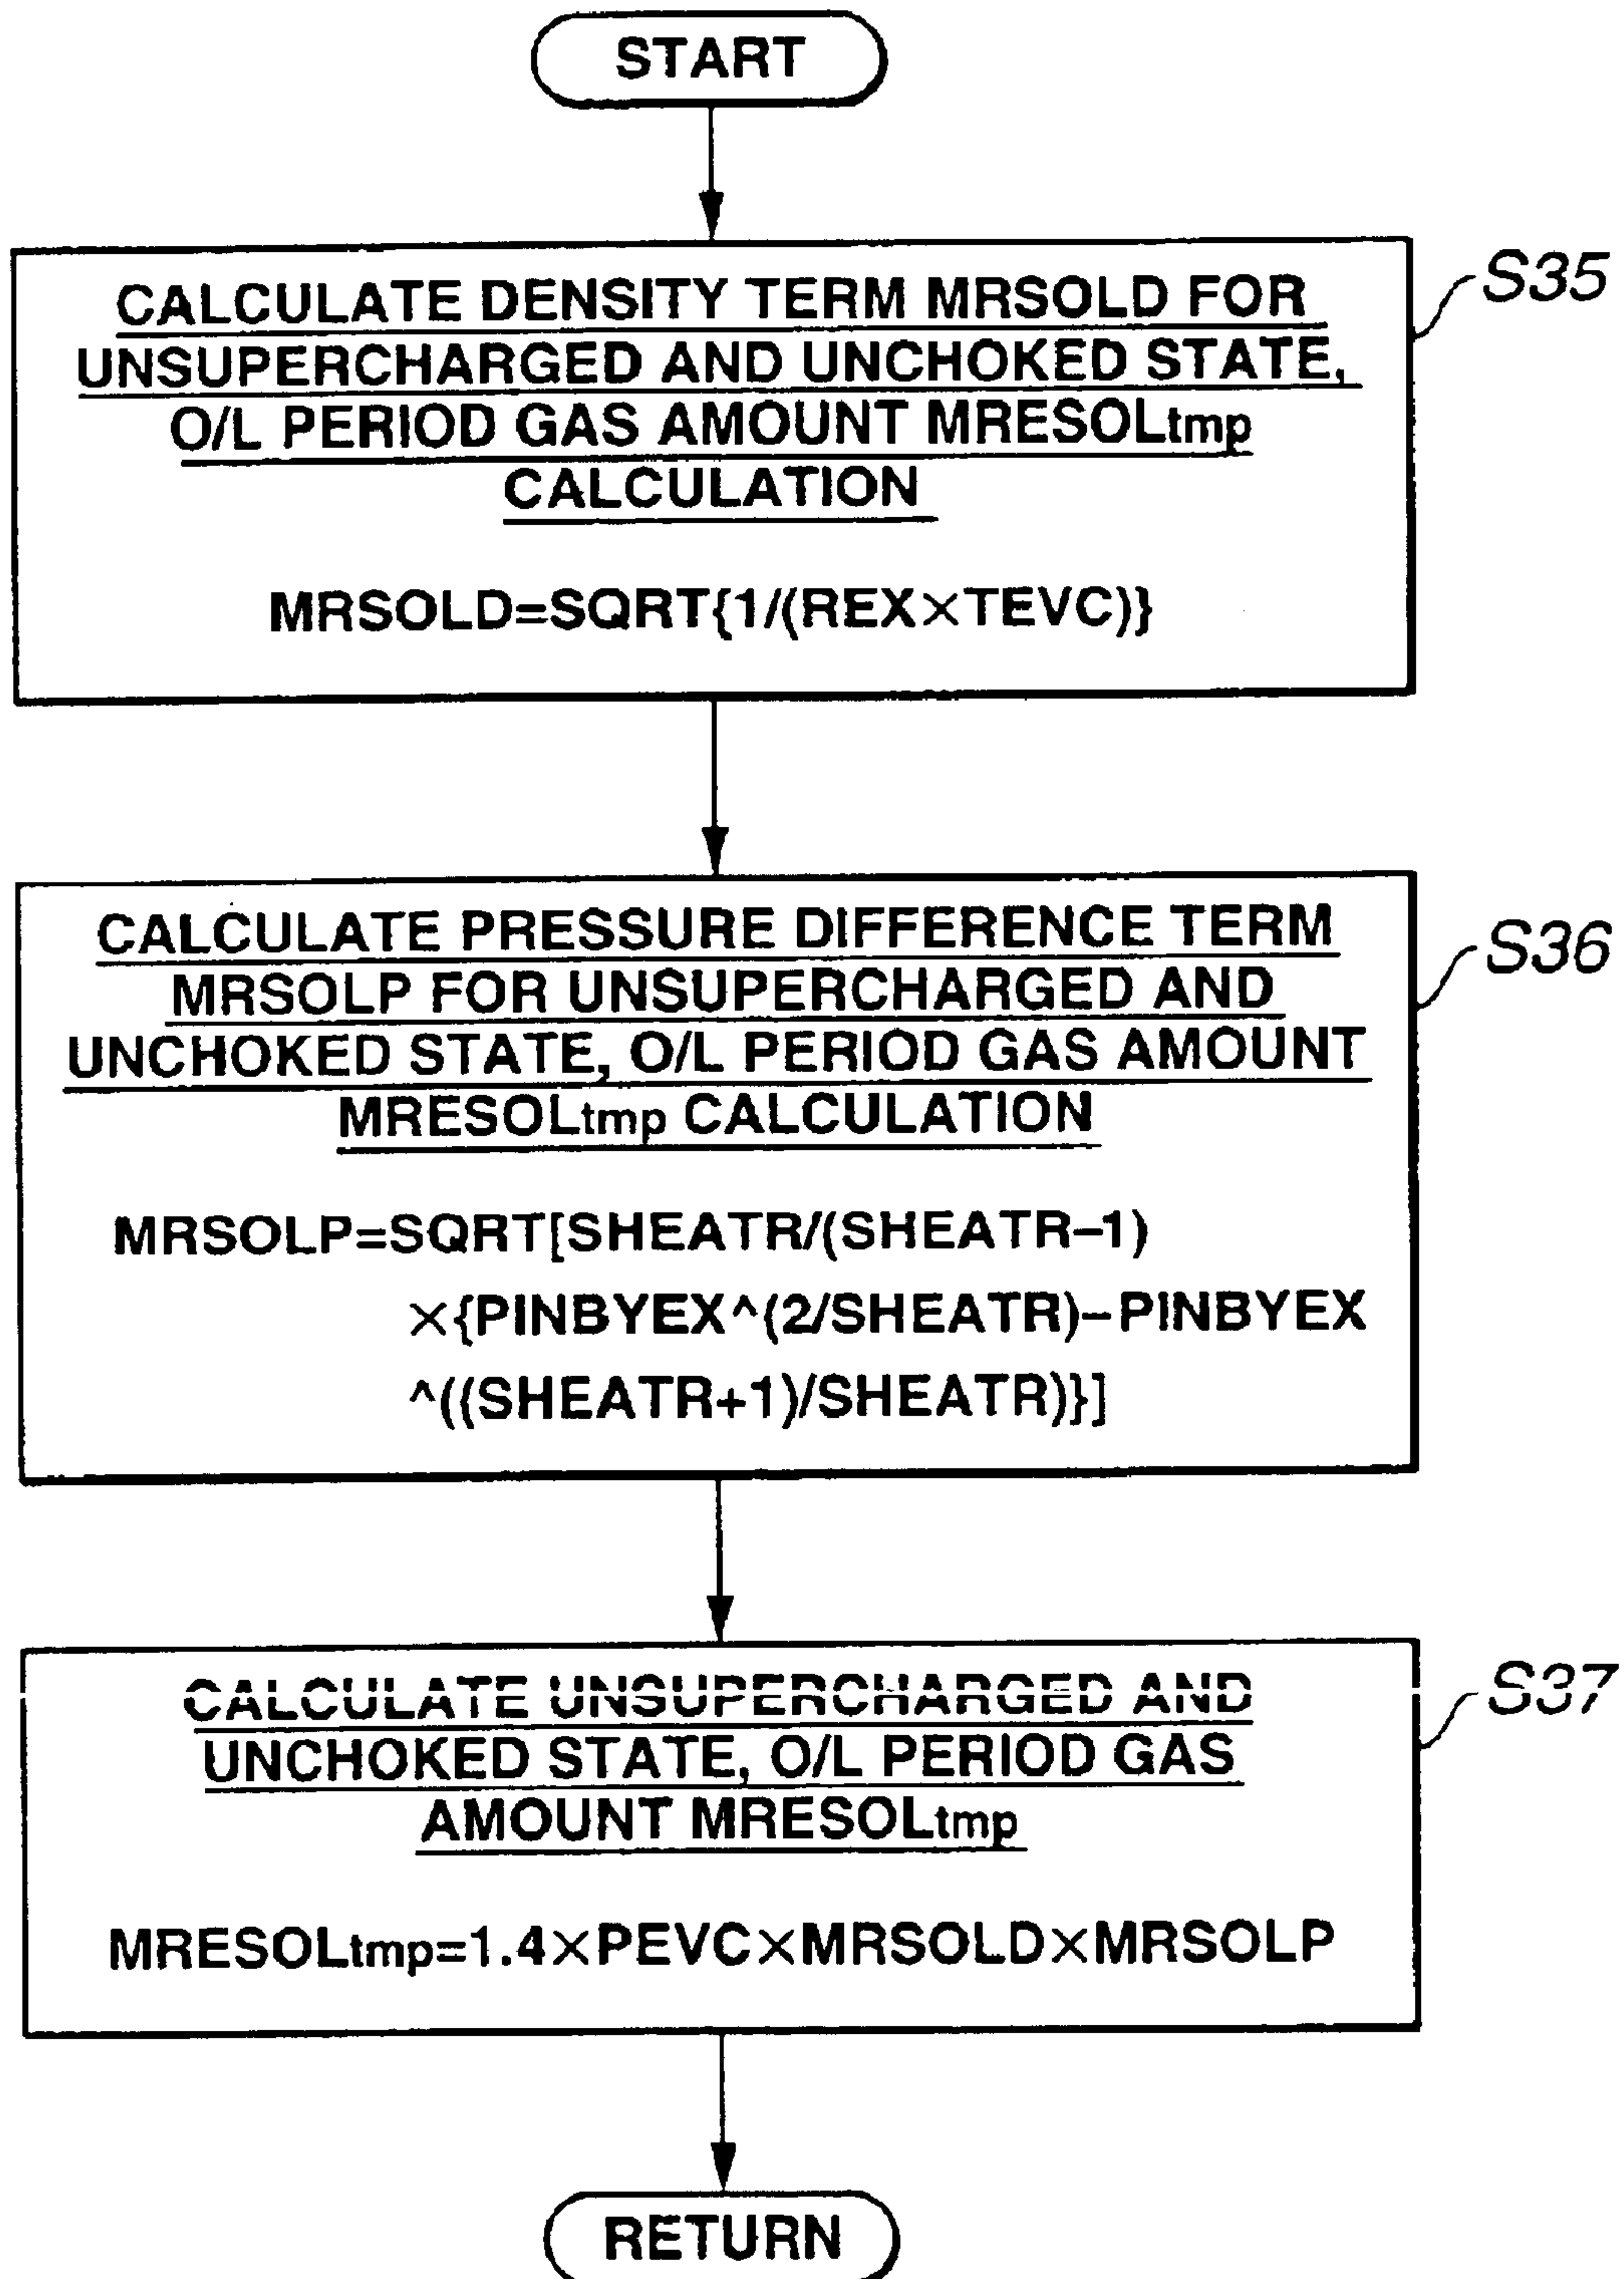 START
S35
CALCULATE DENSITY TERM MRSOLD FOR
UNSUPERCHARGED AND UNCHOKED STATE,
O/L PERIOD GAS AMOUNT MRESOLtmp
CALCULATION
MRSOLD=SQRT{1/(REX×TEVC)}
S36
CALCULATE PRESSURE DIFFERENCE TERM
MRSOLP FOR UNSUPERCHARGED AND
UNCHOKED STATE, O/L PERIOD GAS AMOUNT
MRESOLtmp CALCULATION
MRSOLP=SQRT[SHEATR/(SHEATR–1)
×{PINBYEX^(2/SHEATR)–PINBYEX
^((SHEATR+1)/SHEATR)}]
S37
CALCULATE UNSUPERCHARGED AND
UNCHOKED STATE, O/L PERIOD GAS
AMOUNT MRESOLtmp
MRESOLtmp=1.4×PEVC×MRSOLD×MRSOLP
RETURN